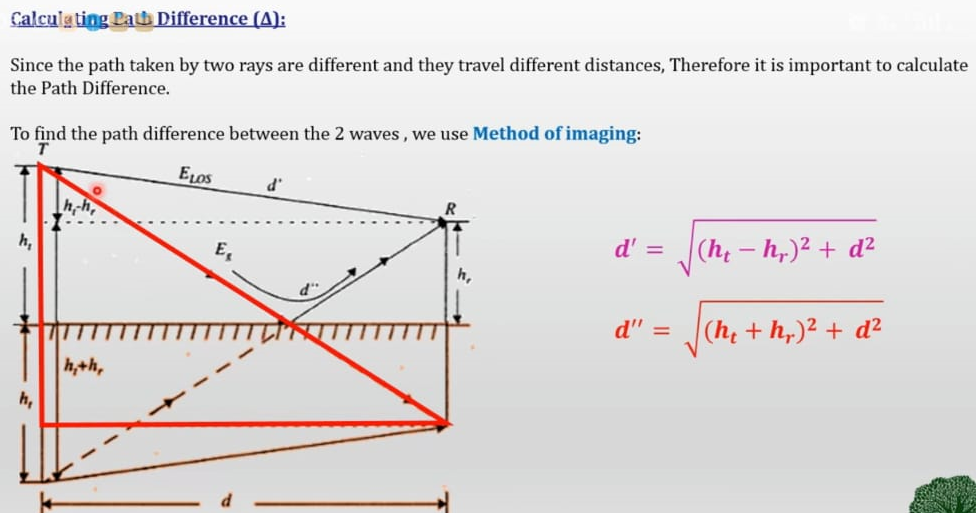 Calculating Path Difference (Δ):
Since the path taken by two rays are different and they travel different distances, Therefore it is important to calculate
the Path Difference.
To find the path difference between the 2 waves , we use Method of imaging:
T
E_LOS d'
h_t-h_r
R
h_t
E_g
d"
h_r
d' = √((h_t − h_r)² + d²)
d'' = √((h_t + h_r)² + d²)
h_t+h_r
h_t
d